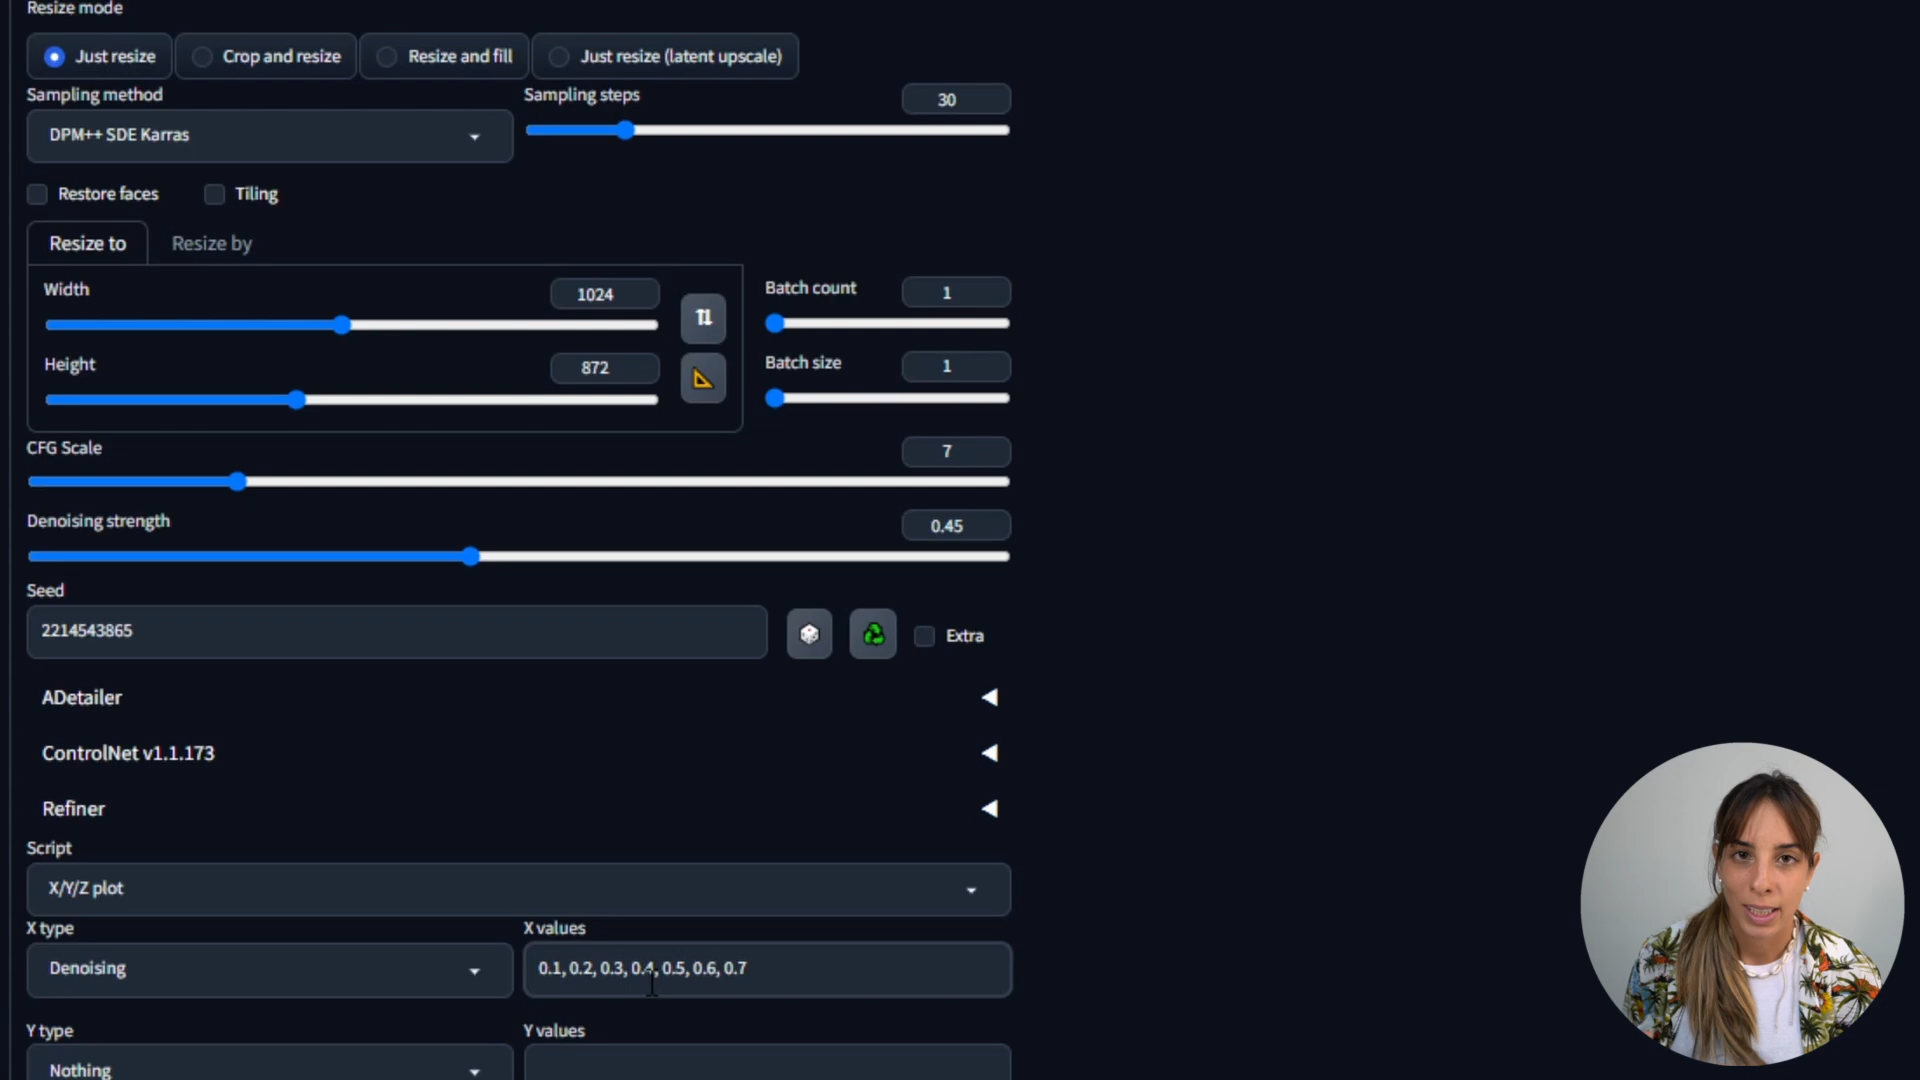 Resize mode
Just resize Crop and resize Resize and fill Just resize (latent upscale)
Sampling method Sampling steps 30
DPM++ SDE Karras
Restore faces Tiling
Resize to Resize by
Width 1024 Batch count 1
Height 872 Batch size 1
CFG Scale 7
Denoising strength 0.45
Seed
2214543865 Extra
ADetailer
ControlNet v1.1.173
Refiner
Script
X/Y/Z plot
X type X values
Denoising 0.1, 0.2, 0.3, 0.4, 0.5, 0.6, 0.7
Y type Y values
Nothing